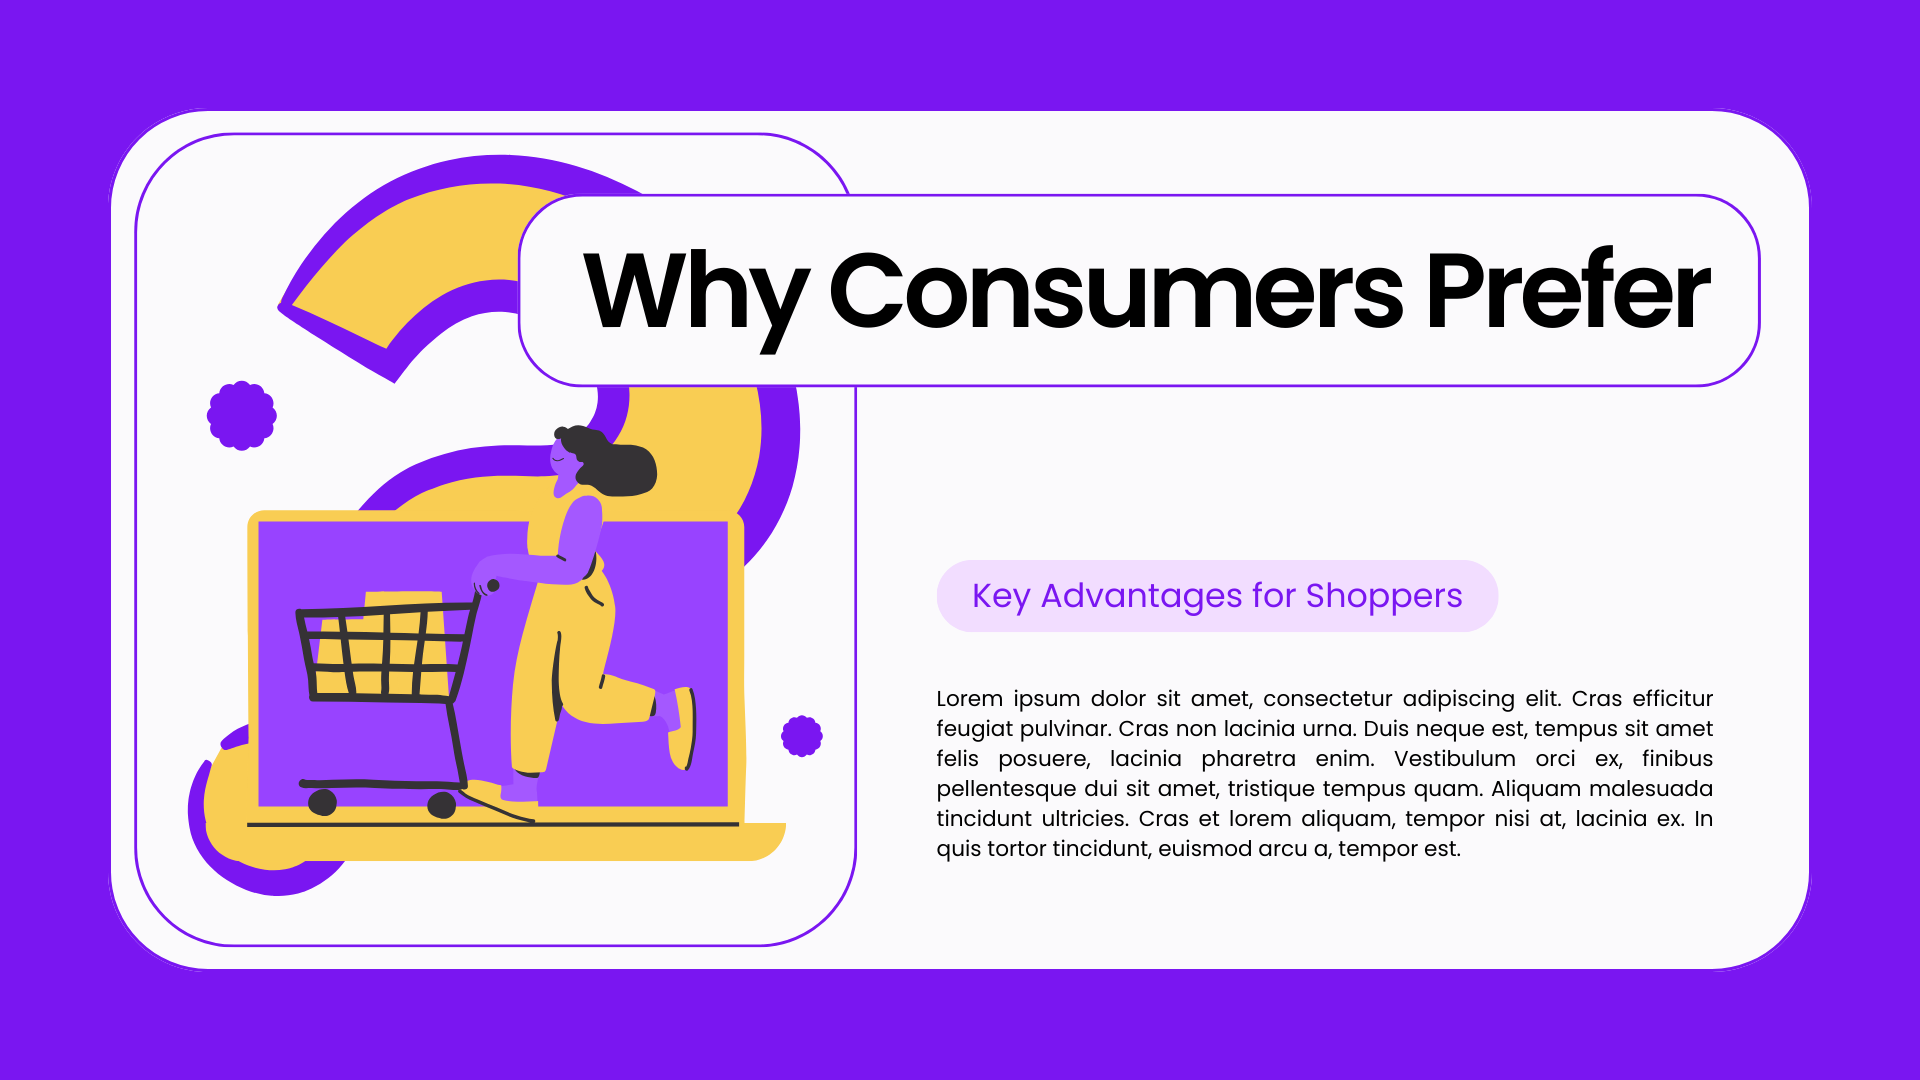 Why Consumers Prefer
Key Advantages for Shoppers
Lorem ipsum dolor sit amet, consectetur adipiscing elit. Cras efficitur
feugiat pulvinar. Cras non lacinia urna. Duis neque est, tempus sit amet
felis posuere, lacinia pharetra enim. Vestibulum orci ex, finibus
pellentesque dui sit amet, tristique tempus quam. Aliquam malesuada
tincidunt ultricies. Cras et lorem aliquam, tempor nisi at, lacinia ex. In
quis tortor tincidunt, euismod arcu a, tempor est.